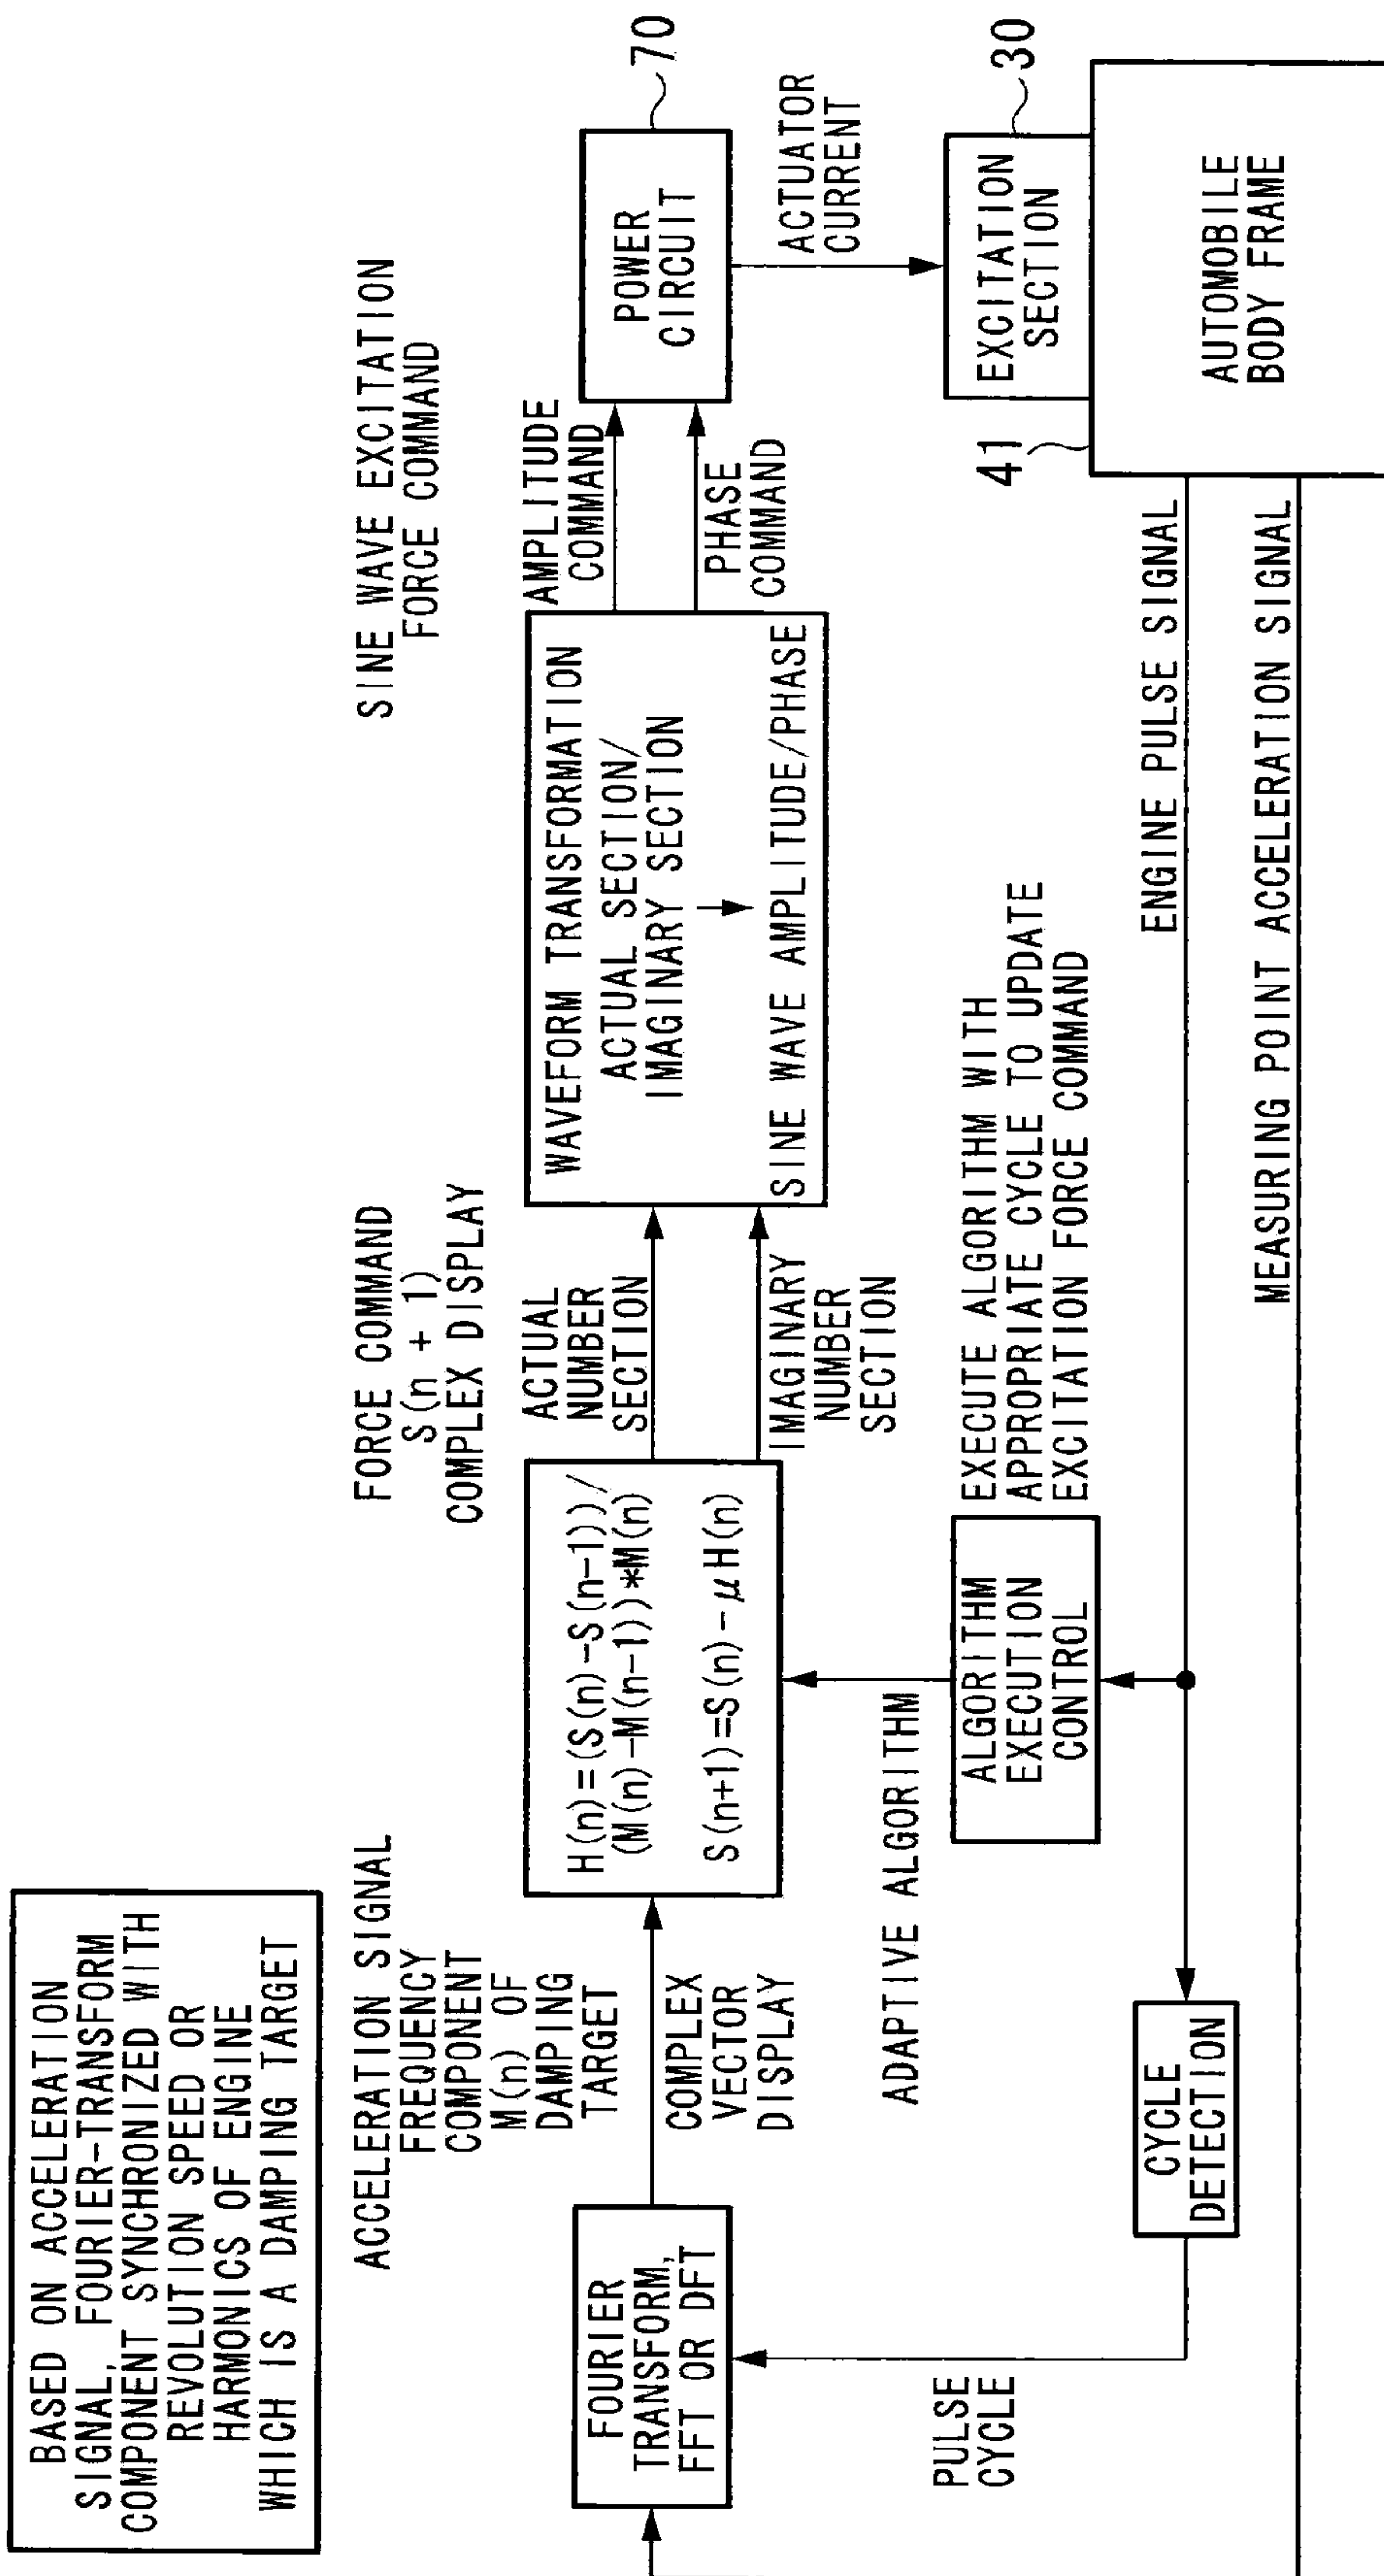 BASED ON ACCELERATION
SIGNAL, FOURIER-TRANSFORM
COMPONENT SYNCHRONIZED WITH
REVOLUTION SPEED OR
HARMONICS OF ENGINE
WHICH IS A DAMPING TARGET
FOURIER
TRANSFORM,
FFT OR DFT
ACCELERATION SIGNAL
FREQUENCY
COMPONENT
M(n) OF
DAMPING
TARGET
COMPLEX
VECTOR
DISPLAY
H(n)=(S(n)-S(n-1))/
(M(n)-M(n-1))*M(n)
S(n+1)=S(n)-μH(n)
FORCE COMMAND
S(n + 1)
COMPLEX DISPLAY
ACTUAL
NUMBER
SECTION
IMAGINARY
NUMBER
SECTION
WAVEFORM TRANSFORMATION
ACTUAL SECTION/
IMAGINARY SECTION
SINE WAVE AMPLITUDE/PHASE
SINE WAVE EXCITATION
FORCE COMMAND
AMPLITUDE
COMMAND
PHASE
COMMAND
POWER
CIRCUIT
70
ACTUATOR
CURRENT
EXCITATION
SECTION
30
41
AUTOMOBILE
BODY FRAME
PULSE
CYCLE
CYCLE
DETECTION
ADAPTIVE ALGORITHM
ALGORITHM
EXECUTION
CONTROL
EXECUTE ALGORITHM WITH
APPROPRIATE CYCLE TO UPDATE
EXCITATION FORCE COMMAND
ENGINE PULSE SIGNAL
MEASURING POINT ACCELERATION SIGNAL